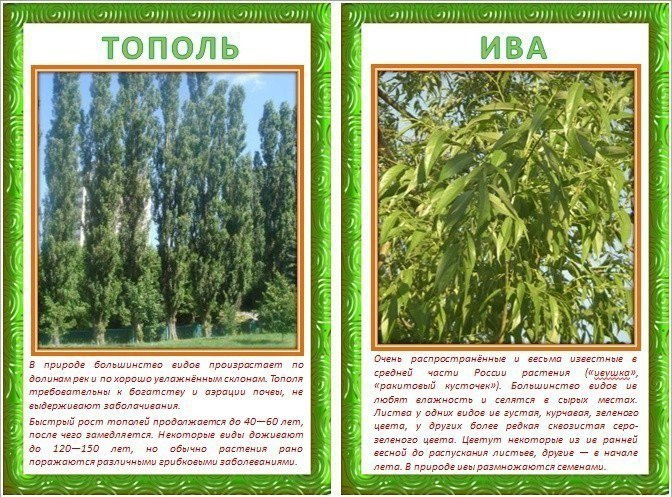 ТОПОЛЬ
В природе большинство видов произрастает по
долинам рек и по хорошо увлажнённым склонам. Тополя
требовательны к богатству и аэрации почвы, не
выдерживают заболачивания.
Быстрый рост тополей продолжается до 40—60 лет,
после чего замедляется. Некоторые виды доживают
до 120—150 лет, но обычно растения рано
поражаются различными грибковыми заболеваниями.
ИВА
Очень распространённые и весьма известные в
средней части России растения («ивушка»,
«ракитовый кусточек»). Большинство видов ив
любят влажность и селятся в сырых местах.
Листва у одних видов ив густая, курчавая, зеленого
цвета, у других более редкая сквозистая серо-
зеленого цвета. Цветут некоторые из ив ранней
весной до распускания листьев, другие — в начале
лета. В природе ивы размножаются семенами.